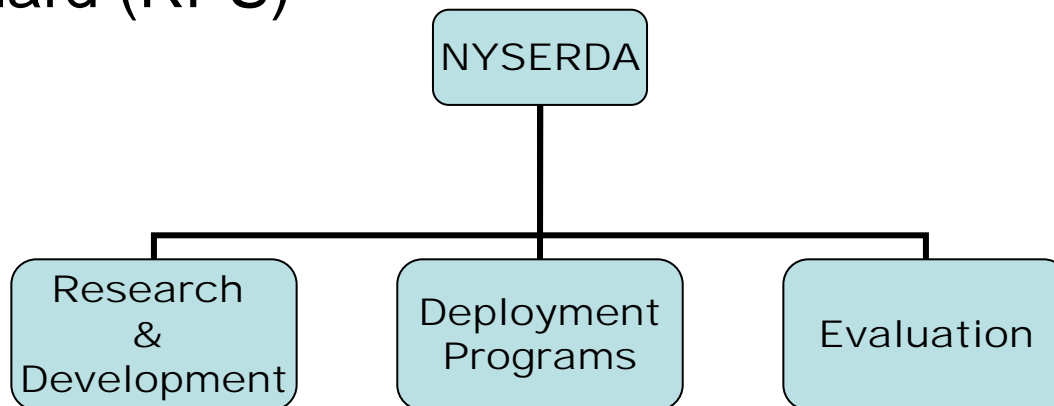 NYSERDA
Research
&
Development
Deployment
Programs
Evaluation